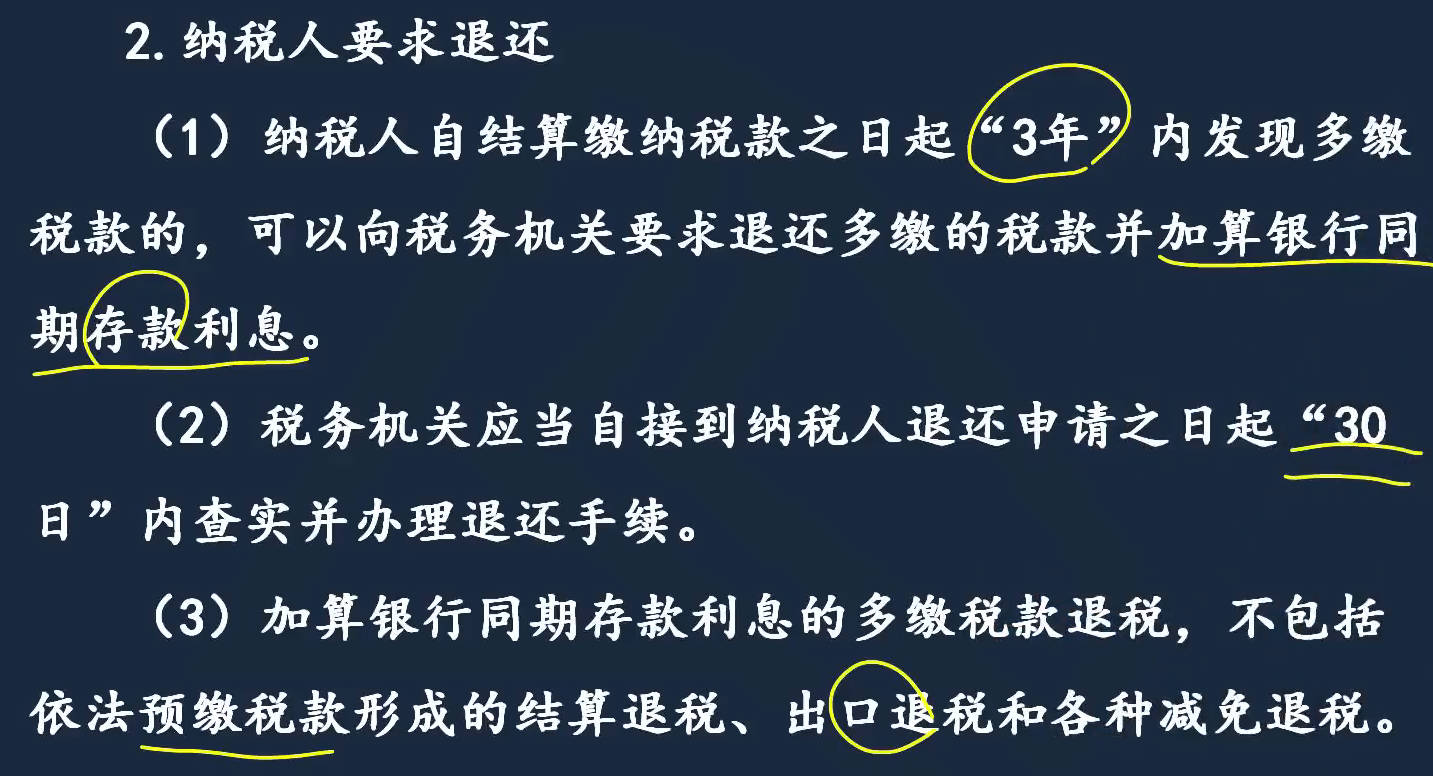 2. 纳税人要求退还
（1）纳税人自结算缴纳税款之日起“3年”内发现多缴
税款的，可以向税务机关要求退还多缴的税款并加算银行同
期存款利息。
（2）税务机关应当自接到纳税人退还申请之日起“30
日”内查实并办理退还手续。
（3）加算银行同期存款利息的多缴税款退税，不包括
依法预缴税款形成的结算退税、出口退税和各种减免退税。